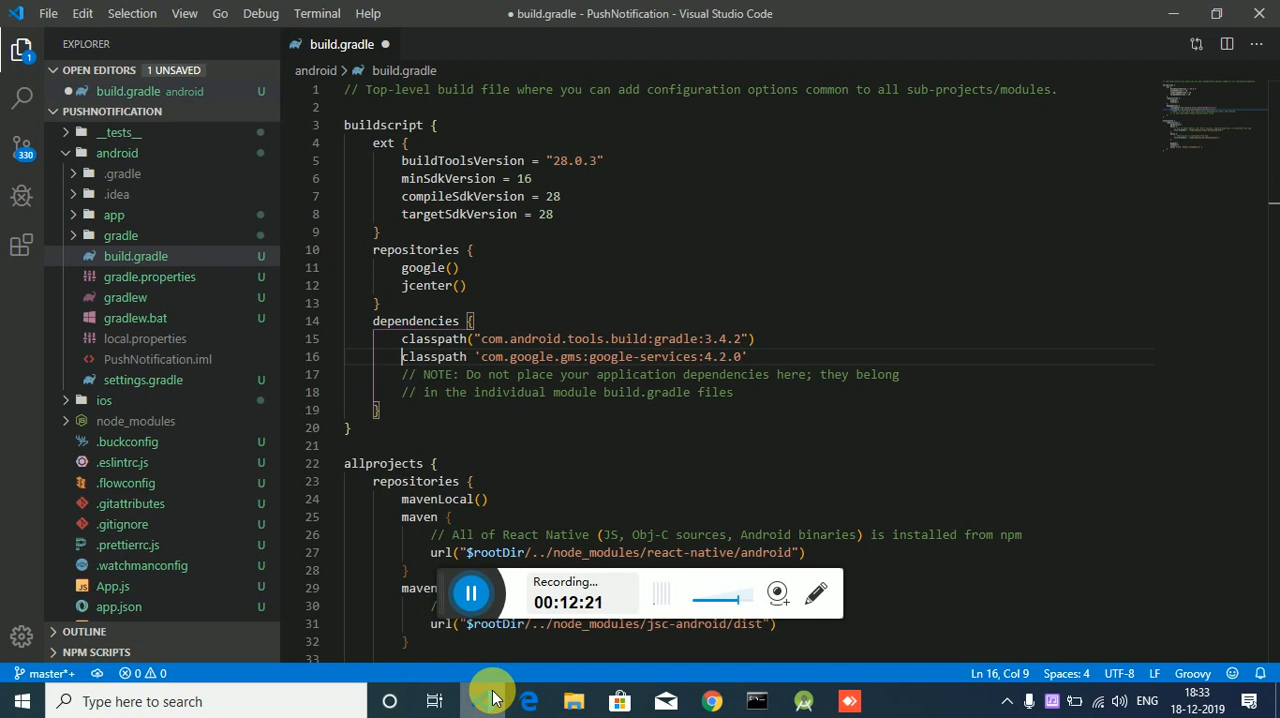 File Edit Selection View Go Debug Terminal Help
● build.gradle - PushNotification - Visual Studio Code
EXPLORER
OPEN EDITORS 1 UNSAVED
build.gradle android U
PUSHNOTIFICATION
__tests__
android
.gradle
.idea
app
gradle
build.gradle U
gradle.properties U
gradlew U
gradlew.bat U
local.properties
PushNotification.iml
settings.gradle U
ios
node_modules
.buckconfig U
.eslintrc.js U
.flowconfig U
.gitattributes U
.gitignore U
.prettierrc.js U
.watchmanconfig U
App.js U
app.json U
OUTLINE
NPM SCRIPTS
1
330
build.gradle
android > build.gradle
1 // Top-level build file where you can add configuration options common to all sub-projects/modules.
2
3 buildscript {
4 ext {
5 buildToolsVersion = "28.0.3"
6 minSdkVersion = 16
7 compileSdkVersion = 28
8 targetSdkVersion = 28
9 }
10 repositories {
11 google()
12 jcenter()
13 }
14 dependencies {
15 classpath("com.android.tools.build:gradle:3.4.2")
16 classpath 'com.google.gms:google-services:4.2.0'
17 // NOTE: Do not place your application dependencies here; they belong
18 // in the individual module build.gradle files
19 }
20 }
21
22 allprojects {
23 repositories {
24 mavenLocal()
25 maven {
26 // All of React Native (JS, Obj-C sources, Android binaries) is installed from npm
27 url("$rootDir/../node_modules/react-native/android")
28 }
29 maven
30 /
31 url("$rootDir/../node_modules/jsc-android/dist")
32 }
33
Recording...
00:12:21
master*+ 0 0
Ln 16, Col 9 Spaces: 4 UTF-8 LF Groovy
Type here to search
ENG
18:33
18-12-2019